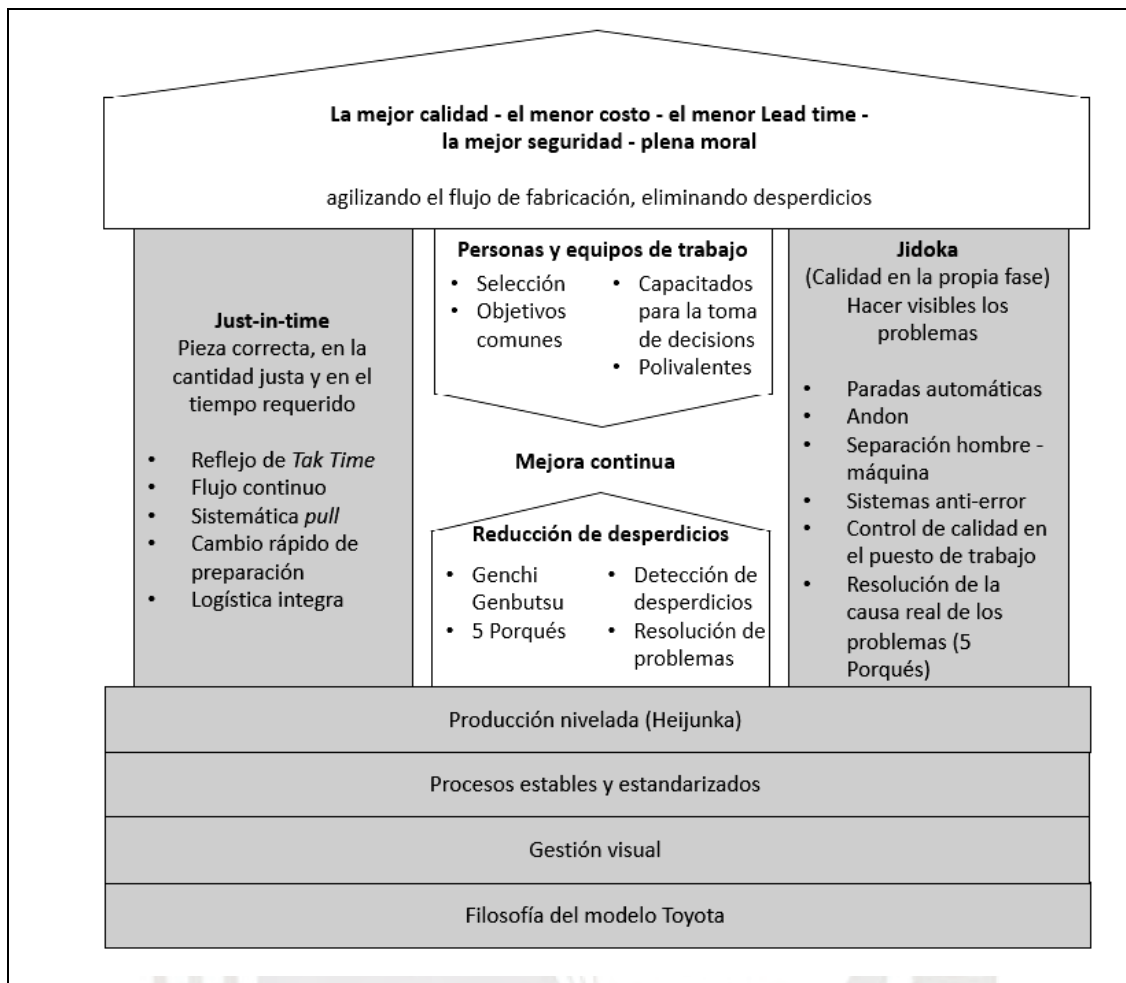 La mejor calidad - el menor costo - el menor Lead time -
la mejor seguridad - plena moral
agilizando el flujo de fabricación, eliminando desperdicios
Just-in-time
Pieza correcta, en la
cantidad justa y en el
tiempo requerido
• Reflejo de Tak Time
• Flujo continuo
• Sistemática pull
• Cambio rápido de
preparación
• Logística integra
Personas y equipos de trabajo
• Selección
• Objetivos
comunes
• Capacitados
para la toma
de decisions
• Polivalentes
Mejora continua
Reducción de desperdicios
• Genchi
Genbutsu
• 5 Porqués
• Detección de
desperdicios
• Resolución de
problemas
Jidoka
(Calidad en la propia fase)
Hacer visibles los
problemas
• Paradas automáticas
• Andon
• Separación hombre -
máquina
• Sistemas anti-error
• Control de calidad en
el puesto de trabajo
• Resolución de la
causa real de los
problemas (5
Porqués)
Producción nivelada (Heijunka)
Procesos estables y estandarizados
Gestión visual
Filosofía del modelo Toyota